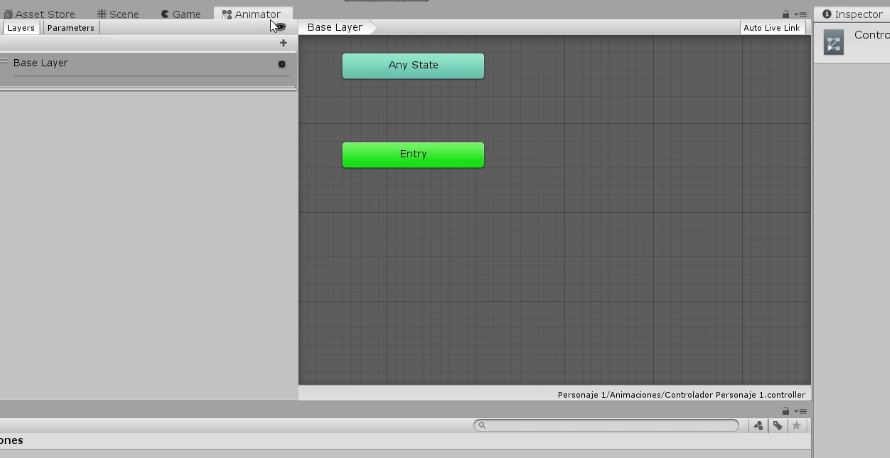 Asset Store Scene Game Animator Inspector
Layers Parameters Base Layer Auto Live Link
Contro
Base Layer
Any State
Entry
Personaje 1/Animaciones/Controlador Personaje 1.controller
ones